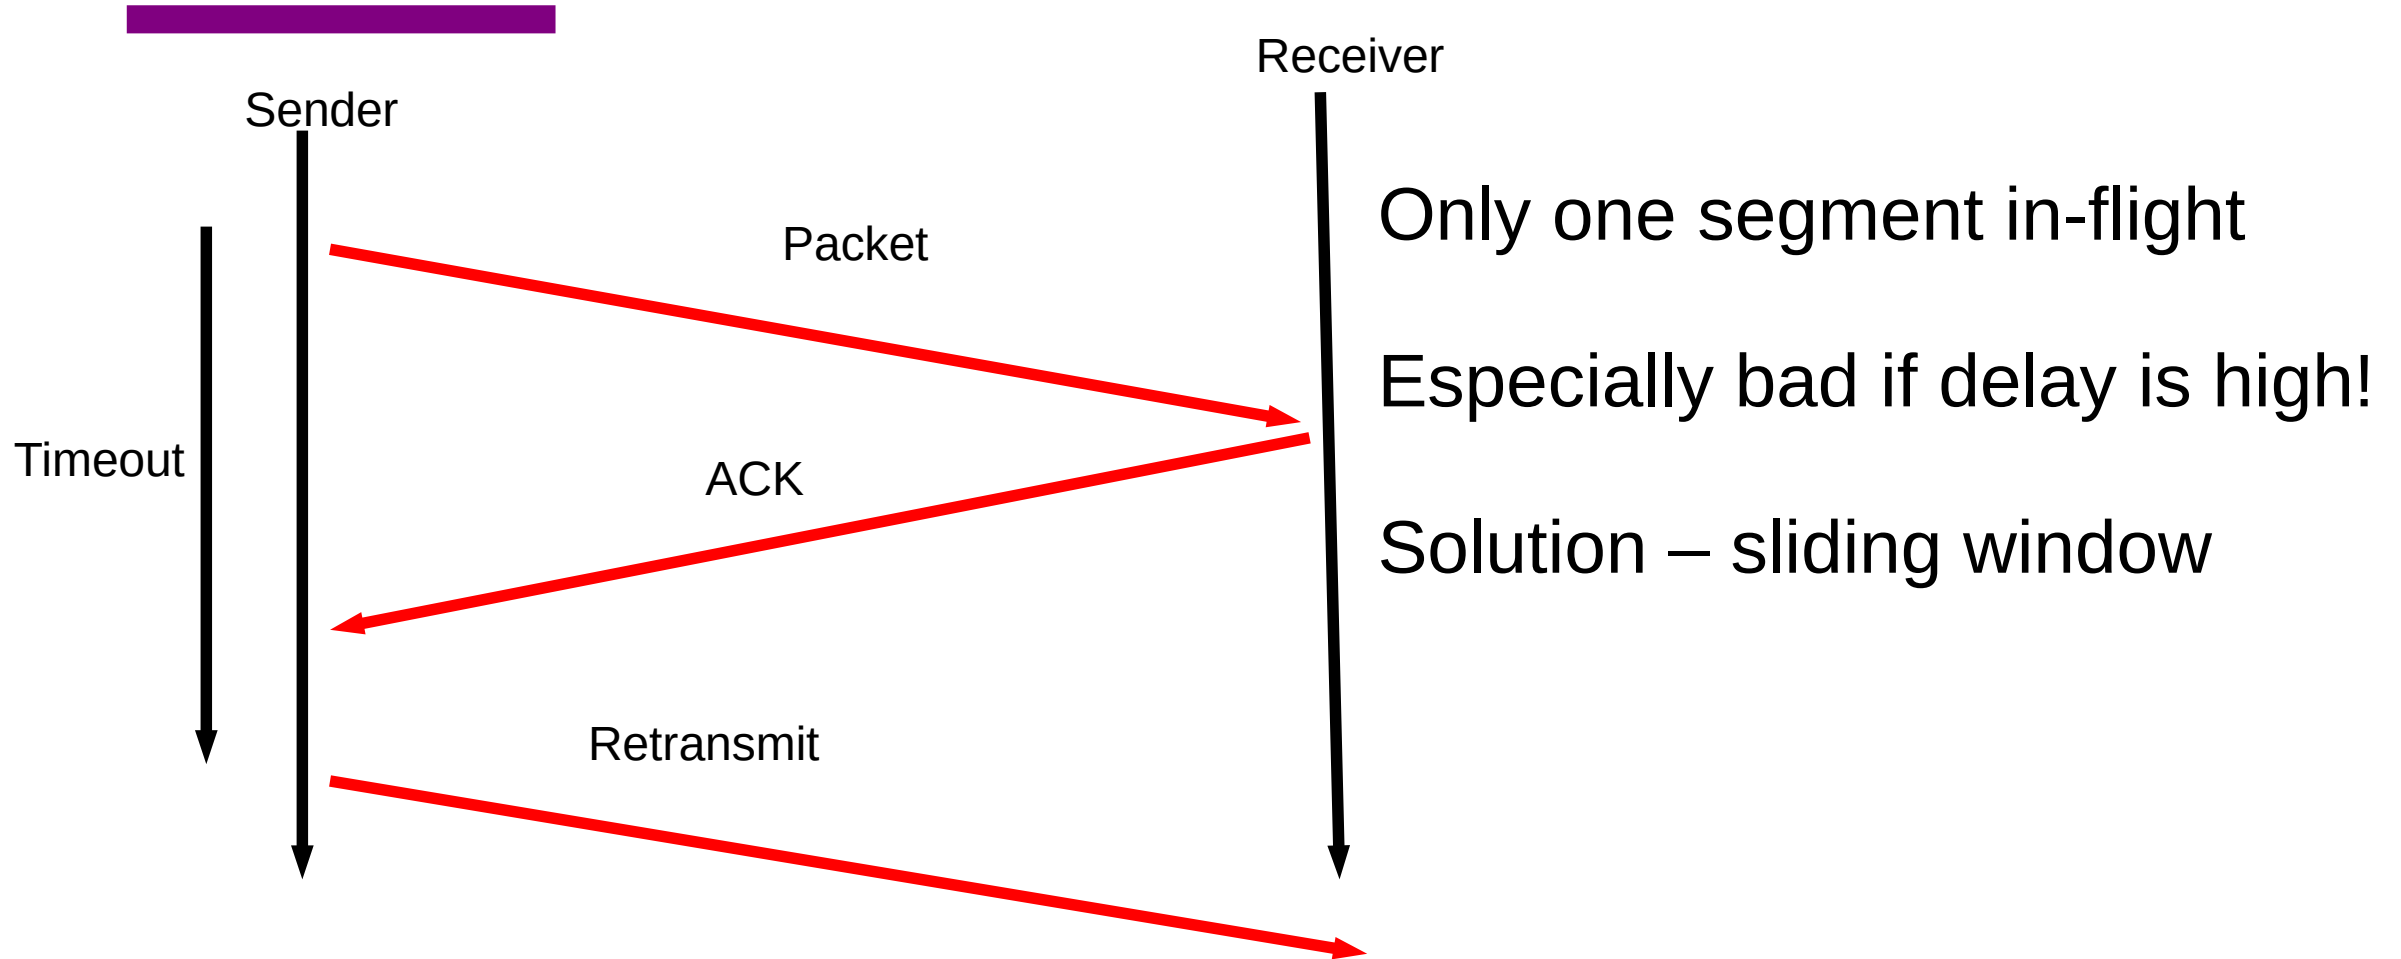 Receiver
Sender
Only one segment in-flight
Packet
Especially bad if delay is high!
Timeout
ACK
Solution – sliding window
Retransmit